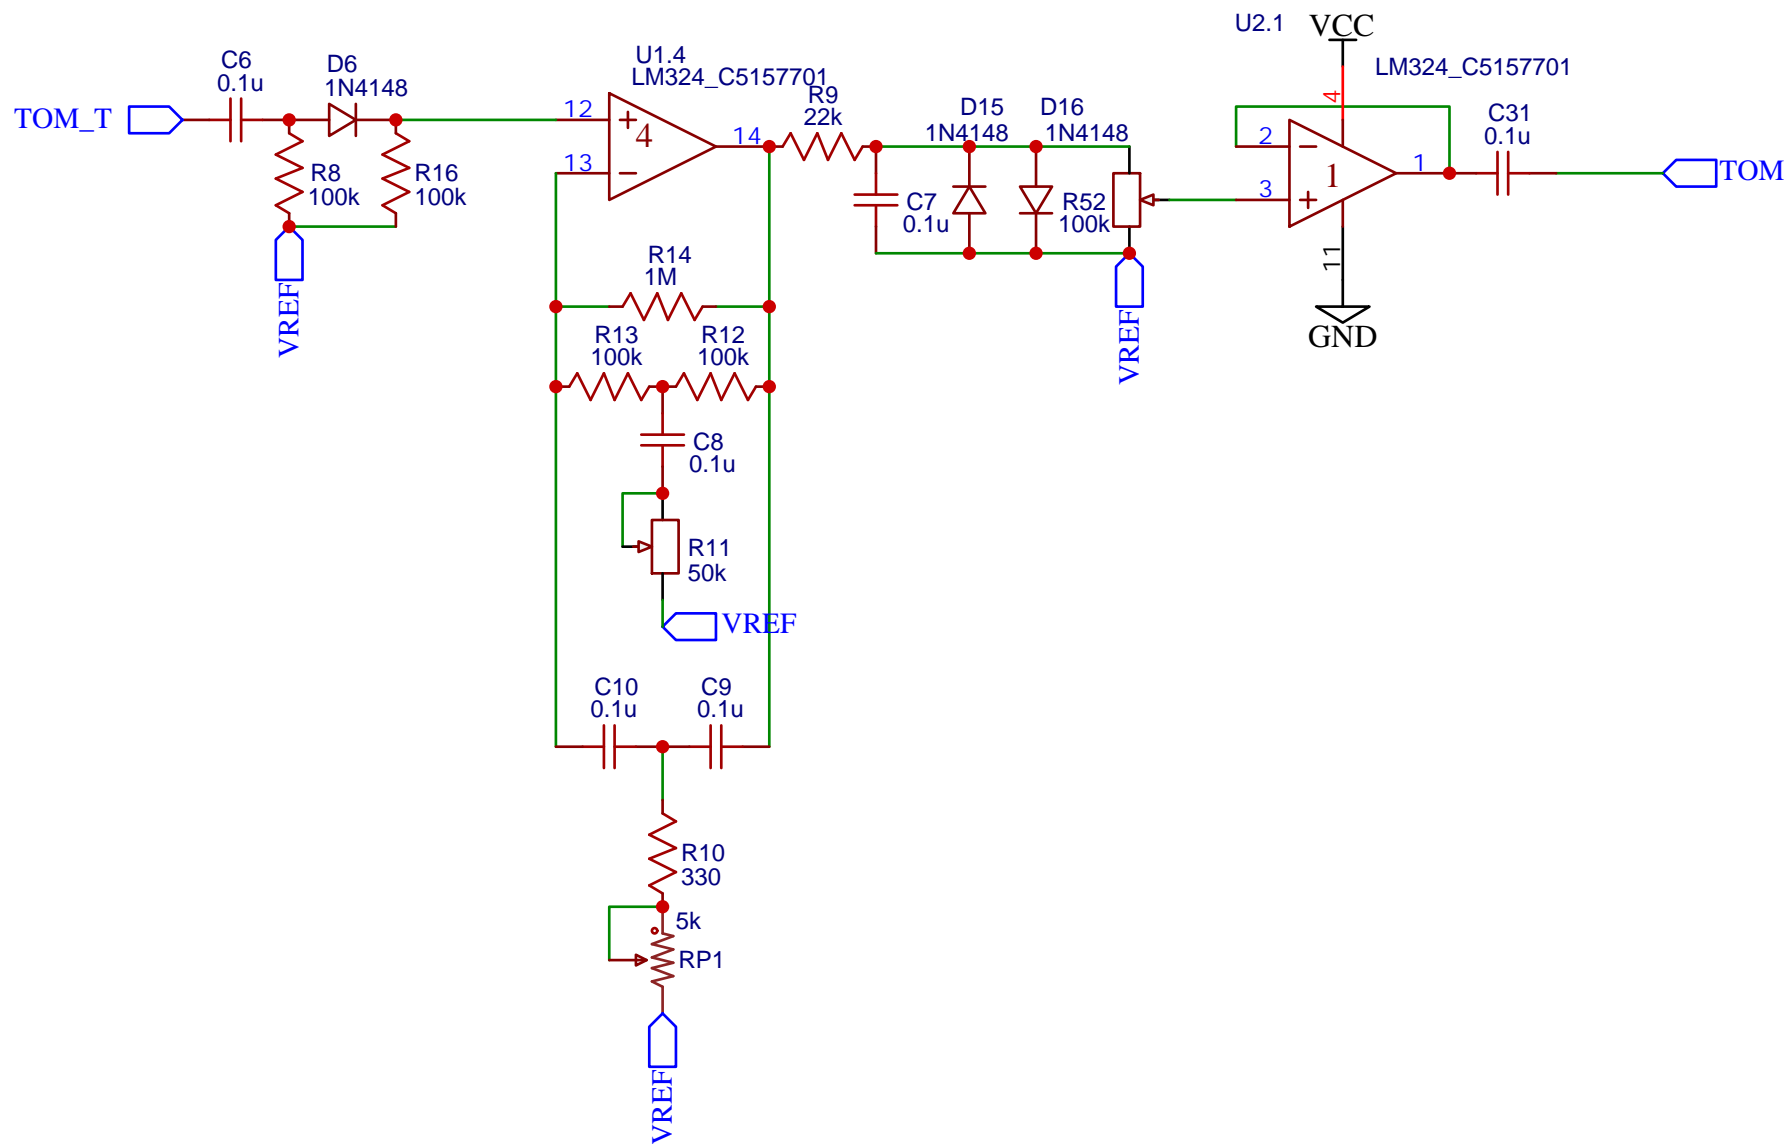 U2.1
VCC
C6
0.1u
D6
1N4148
U1.4
LM324_C5157701
LM324_C5157701
4
R9
22k
D15
1N4148
D16
1N4148
C31
0.1u
TOM_T
12
+
4
14
13
−
2
−
1
1
3
+
TOM
R8
100k
R16
100k
C7
0.1u
R52
100k
11
VREF
R14
1M
VREF
GND
R13
100k
R12
100k
C8
0.1u
R11
50k
VREF
C10
0.1u
C9
0.1u
R10
330
5k
RP1
VREF